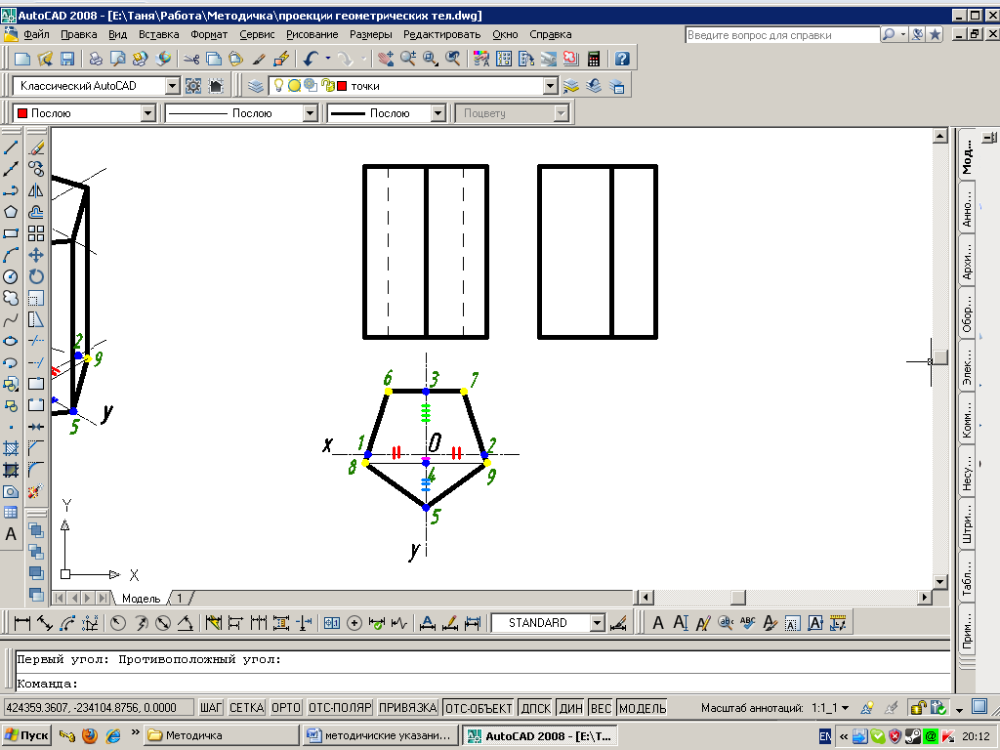 AutoCAD 2008 - [E:\Таня\Работа\Методичка\проекции геометрических тел.dwg]
Файл Правка Вид Вставка Формат Сервис Рисование Размеры Редактировать Окно Справка
Введите вопрос для справки
Классический AutoCAD
точки
Послою Послою Послою Поцвету
Мод...
Анно...
Архи...
Обор...
Элек...
Комм...
Несу...
Штри...
Табл...
Прим...
2
9
5
y
6 3 7
x 1 0 2
8 4 9
5
y
Y
X
Модель 1
STANDARD
Первый угол: Противоположный угол:
Команда:
424359.3607, -234104.8756, 0.0000 ШАГ СЕТКА ОРТО ОТС-ПОЛЯР ПРИВЯЗКА ОТС-ОБЪЕКТ ДПСК ДИН ВЕС МОДЕЛЬ Масштаб аннотаций: 1:1_1
Пуск Методичка методичиские указани... AutoCAD 2008 - [E:\Т... EN 20:12